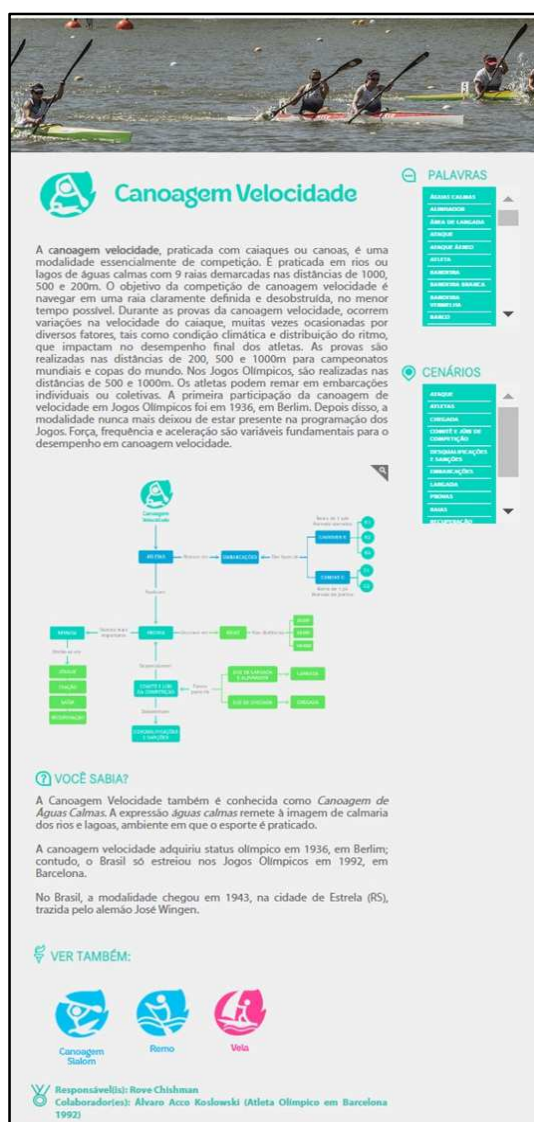 Canoagem Velocidade
A canoagem velocidade, praticada com caiaques ou canoas, é uma
modalidade essencialmente de competição. É praticada em rios ou
lagos de águas calmas com 9 raias demarcadas nas distâncias de 1000,
500 e 200m. O objetivo da competição de canoagem velocidade é
navegar em uma raia claramente definida e desobstruída, no menor
tempo possível. Durante as provas da canoagem velocidade, ocorrem
variações na velocidade do caiaque, muitas vezes ocasionadas por
diversos fatores, tais como condição climática e distribuição do ritmo,
que impactam no desempenho final dos atletas. As provas são
realizadas nas distâncias de 200, 500 e 1000m para campeonatos
mundiais e copas do mundo. Nos Jogos Olímpicos, são realizadas nas
distâncias de 500 e 1000m. Os atletas podem remar em embarcações
individuais ou coletivas. A primeira participação da canoagem de
velocidade em Jogos Olímpicos foi em 1936, em Berlim. Depois disso, a
modalidade nunca mais deixou de estar presente na programação dos
Jogos. Força, frequência e aceleração são variáveis fundamentais para o
desempenho em canoagem velocidade.
PALAVRAS
ÁGUAS CALMAS
ALINHADOR
ÁREA DE LARGADA
ATAQUE
ATAQUE AÉREO
ATLETA
BANDEIRA
BANDEIRA BRANCA
BANDEIRA
VERMELHA
BARCO
CENÁRIOS
ATAQUE
ATLETAS
CHEGADA
COMITÊ E JÚRI DE
COMPETIÇÃO
DESQUALIFICAÇÕES
E SANÇÕES
EMBARCAÇÕES
LARGADA
PROVAS
RAIAS
RECUPERAÇÃO
Canoagem
Velocidade
ATLETAS
EMBARCAÇÕES
PROVAS
COMITÊ E JÚRI
DA COMPETIÇÃO
DESQUALIFICAÇÕES
E SANÇÕES
LARGADA
CHEGADA
VOCÊ SABIA?
A Canoagem Velocidade também é conhecida como Canoagem de
Águas Calmas. A expressão águas calmas remete à imagem de calmaria
dos rios e lagoas, ambiente em que o esporte é praticado.
A canoagem velocidade adquiriu status olímpico em 1936, em Berlim;
contudo, o Brasil só estreiou nos Jogos Olímpicos em 1992, em
Barcelona.
No Brasil, a modalidade chegou em 1943, na cidade de Estrela (RS),
trazida pelo alemão José Wingen.
VER TAMBÉM:
Canoagem
Slalom
Remo
Vela
Responsável(is): Rove Chishman
Colaborador(es): Alvaro Acco Koslowski (Atleta Olímpico em Barcelona
1992)